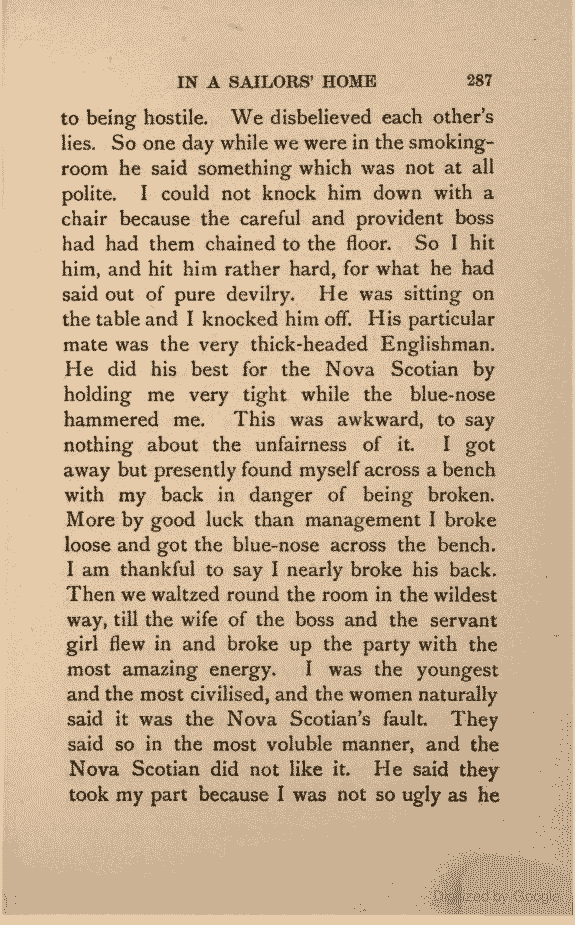 IN A SAILORS' HOME 287
to being hostile. We disbelieved each other's
lies. So one day while we were in the smoking-
room he said something which was not at all
polite. I could not knock him down with a
chair because the careful and provident boss
had had them chained to the floor. So I hit
him, and hit him rather hard, for what he had
said out of pure devilry. He was sitting on
the table and I knocked him off. His particular
mate was the very thick-headed Englishman.
He did his best for the Nova Scotian by
holding me very tight while the blue-nose
hammered me. This was awkward, to say
nothing about the unfairness of it. I got
away but presently found myself across a bench
with my back in danger of being broken.
More by good luck than management I broke
loose and got the blue-nose across the bench.
I am thankful to say I nearly broke his back.
Then we waltzed round the room in the wildest
way, till the wife of the boss and the servant
girl flew in and broke up the party with the
most amazing energy. I was the youngest
and the most civilised, and the women naturally
said it was the Nova Scotian's fault. They
said so in the most voluble manner, and the
Nova Scotian did not like it. He said they
took my part because I was not so ugly as he
Digitized by Google